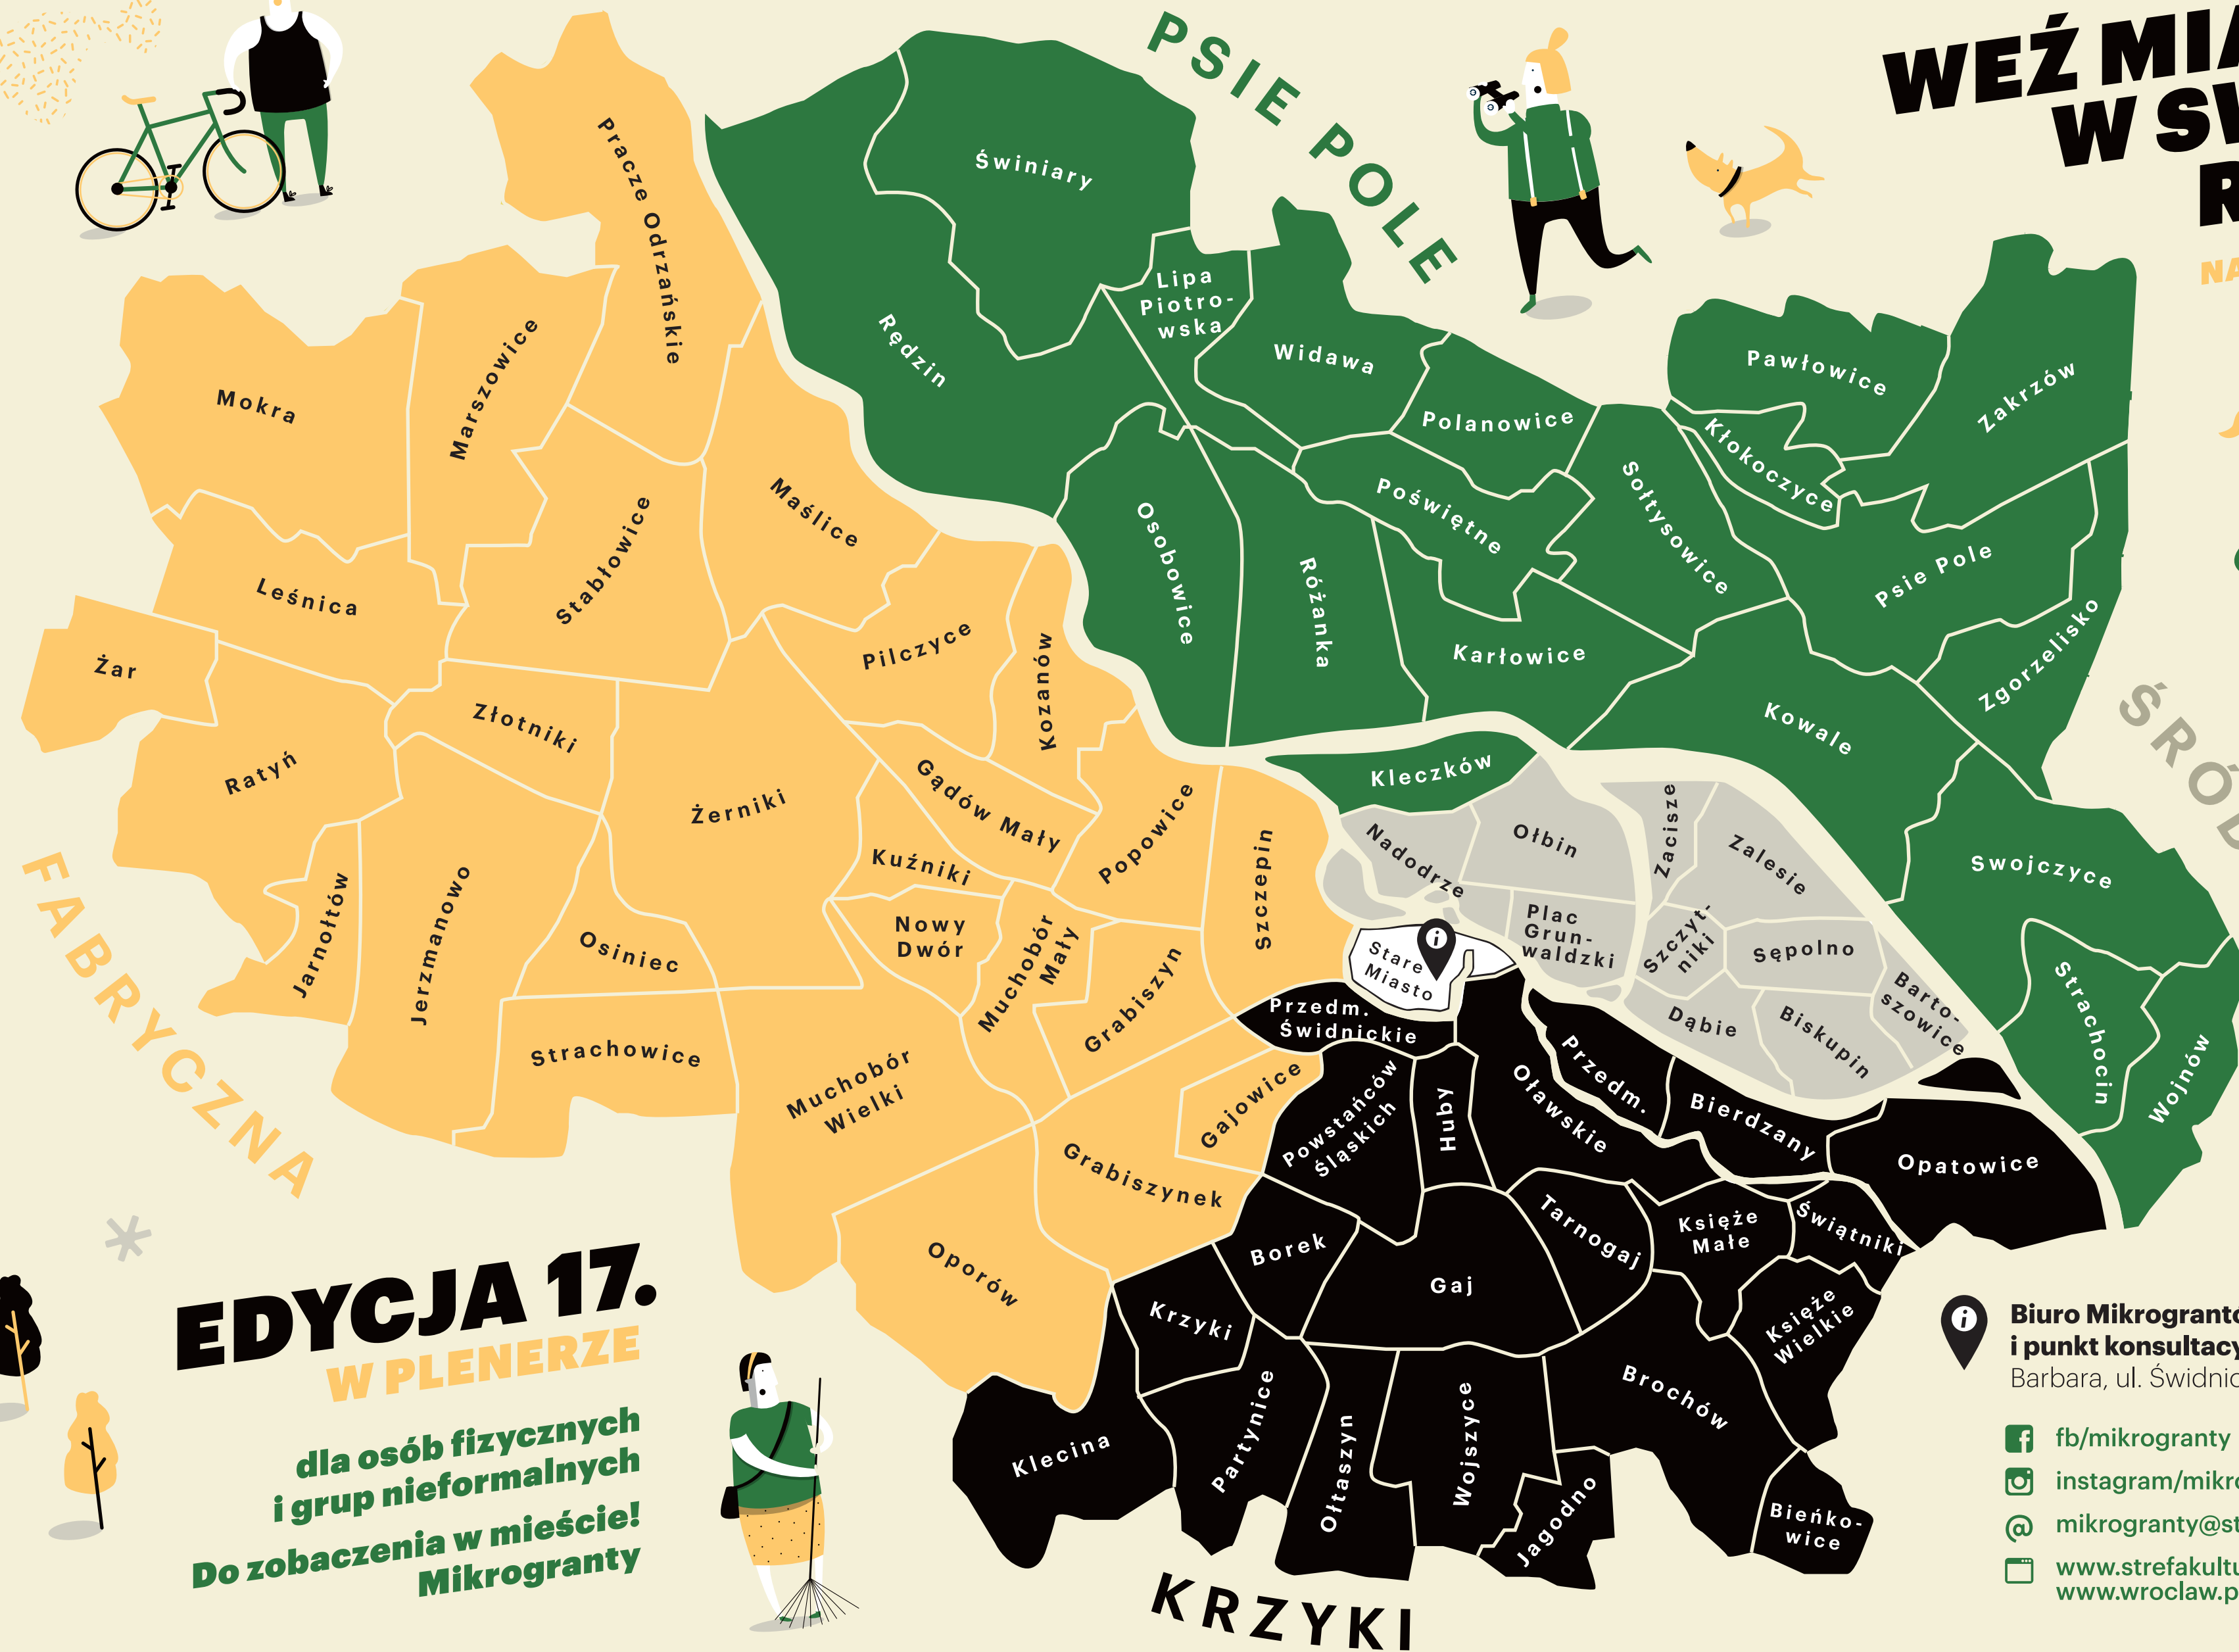 PSIE POLE
WEŹ MIA
W SW
R
NA
Pracze Odrzańskie
Świniary
Rędzin
Lipa
Piotro-
wska
Widawa
Polanowice
Pawłowice
Zakrzów
Kłokoczyce
Sołtysowice
Poświętne
Psie Pole
Zgorzelisko
Osobowice
Różanka
Karłowice
Kowale
Kleczków
Swojczyce
Strachocin
Wojnów
Mokra
Marszowice
Stabłowice
Maślice
Leśnica
Żar
Ratyń
Złotniki
Pilczyce
Kozanów
Żerniki
Gądów Mały
Popowice
Kuźniki
Szczepin
Nowy
Dwór
Muchobór
Mały
Grabiszyn
Jarnołtów
Jerzmanowo
Osiniec
Strachowice
Muchobór
Wielki
Gajowice
Grabiszynek
Oporów
FABRYCZNA
ŚRÓD
Nadodrze
Ołbin
Zacisze
Zalesie
Plac
Grun-
waldzki
Szczyt-
niki
Sępolno
Barto-
szowice
Dąbie
Biskupin
Stare
Miasto
Przedm.
Świdnickie
Powstańców
Śląskich
Huby
Przedm.
Oławskie
Bierdzany
Opatowice
Borek
Gaj
Tarnogaj
Księże
Małe
Świątniki
Księże
Wielkie
Krzyki
Klecina
Partynice
Ołtaszyn
Wojszyce
Jagodno
Brochów
Bieńko-
wice
KRZYKI
EDYCJA 17.
W PLENERZE
dla osób fizycznych
i grup nieformalnych
Do zobaczenia w mieście!
Mikrogranty
Biuro Mikrogrant
i punkt konsultacy
Barbara, ul. Świdnic
fb/mikrogranty
instagram/mikr
mikrogranty@st
www.strefakultu
www.wroclaw.p